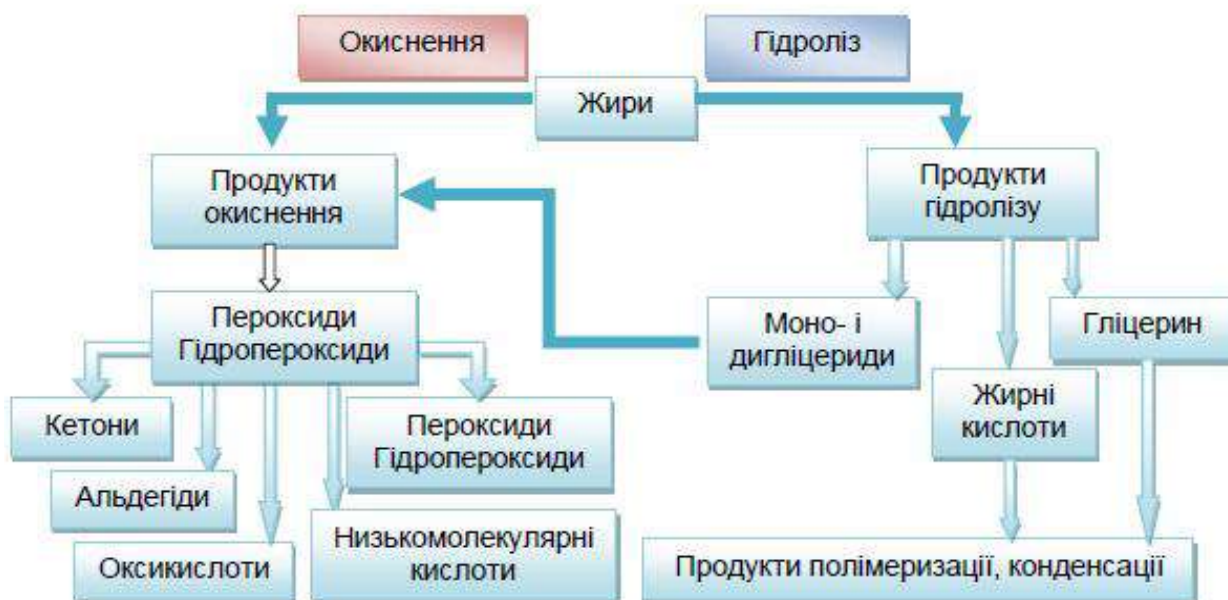 Окиснення
Гідроліз
Жири
Продукти
окиснення
Продукти
гідролізу
Пероксиди
Гідропероксиди
Моно- і
дигліцериди
Гліцерин
Жирні
кислоти
Кетони
Пероксиди
Гідропероксиди
Альдегіди
Оксикислоти
Низькомолекулярні
кислоти
Продукти полімеризації, конденсації